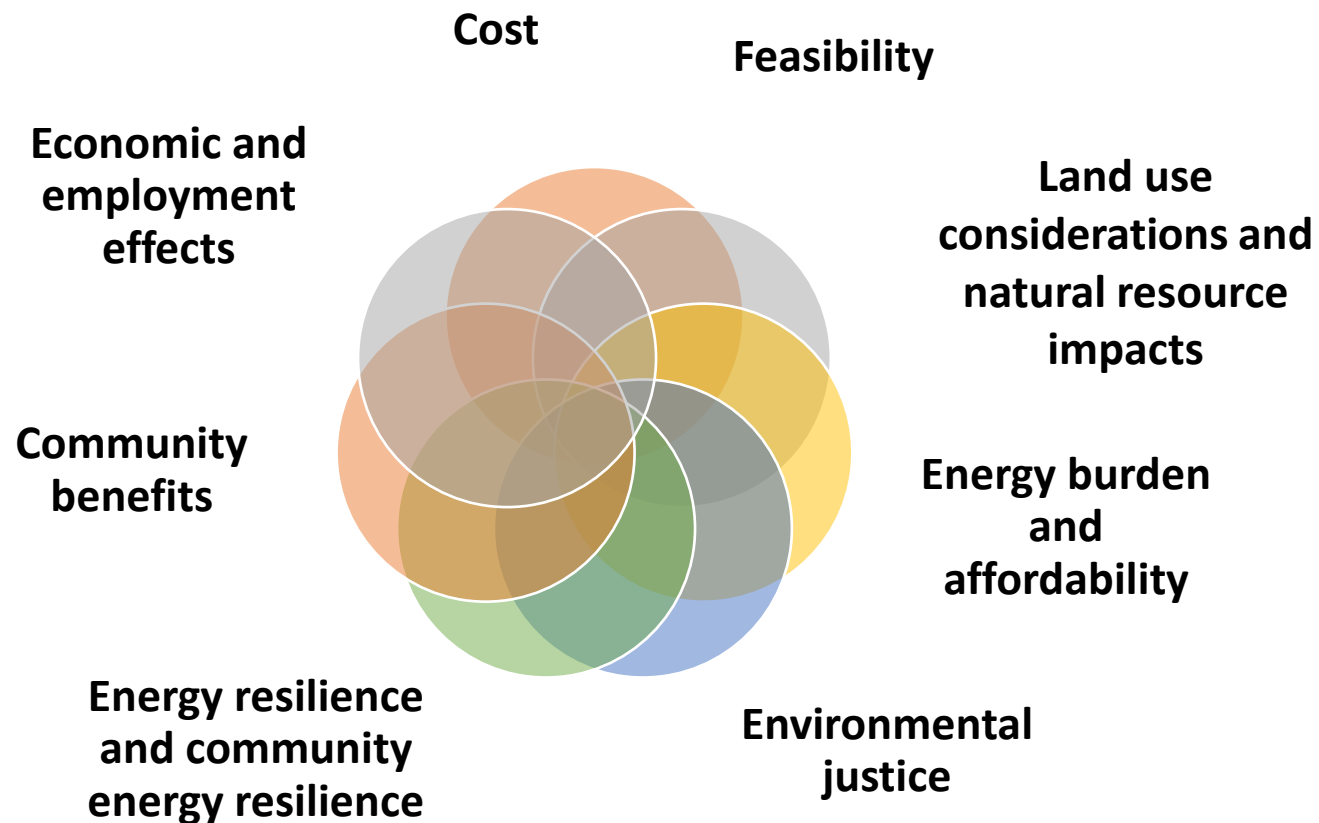 Cost
Feasibility
Economic and
employment
effects
Land use
considerations and
natural resource
impacts
Community
benefits
Energy burden
and
affordability
Energy resilience
and community
energy resilience
Environmental
justice